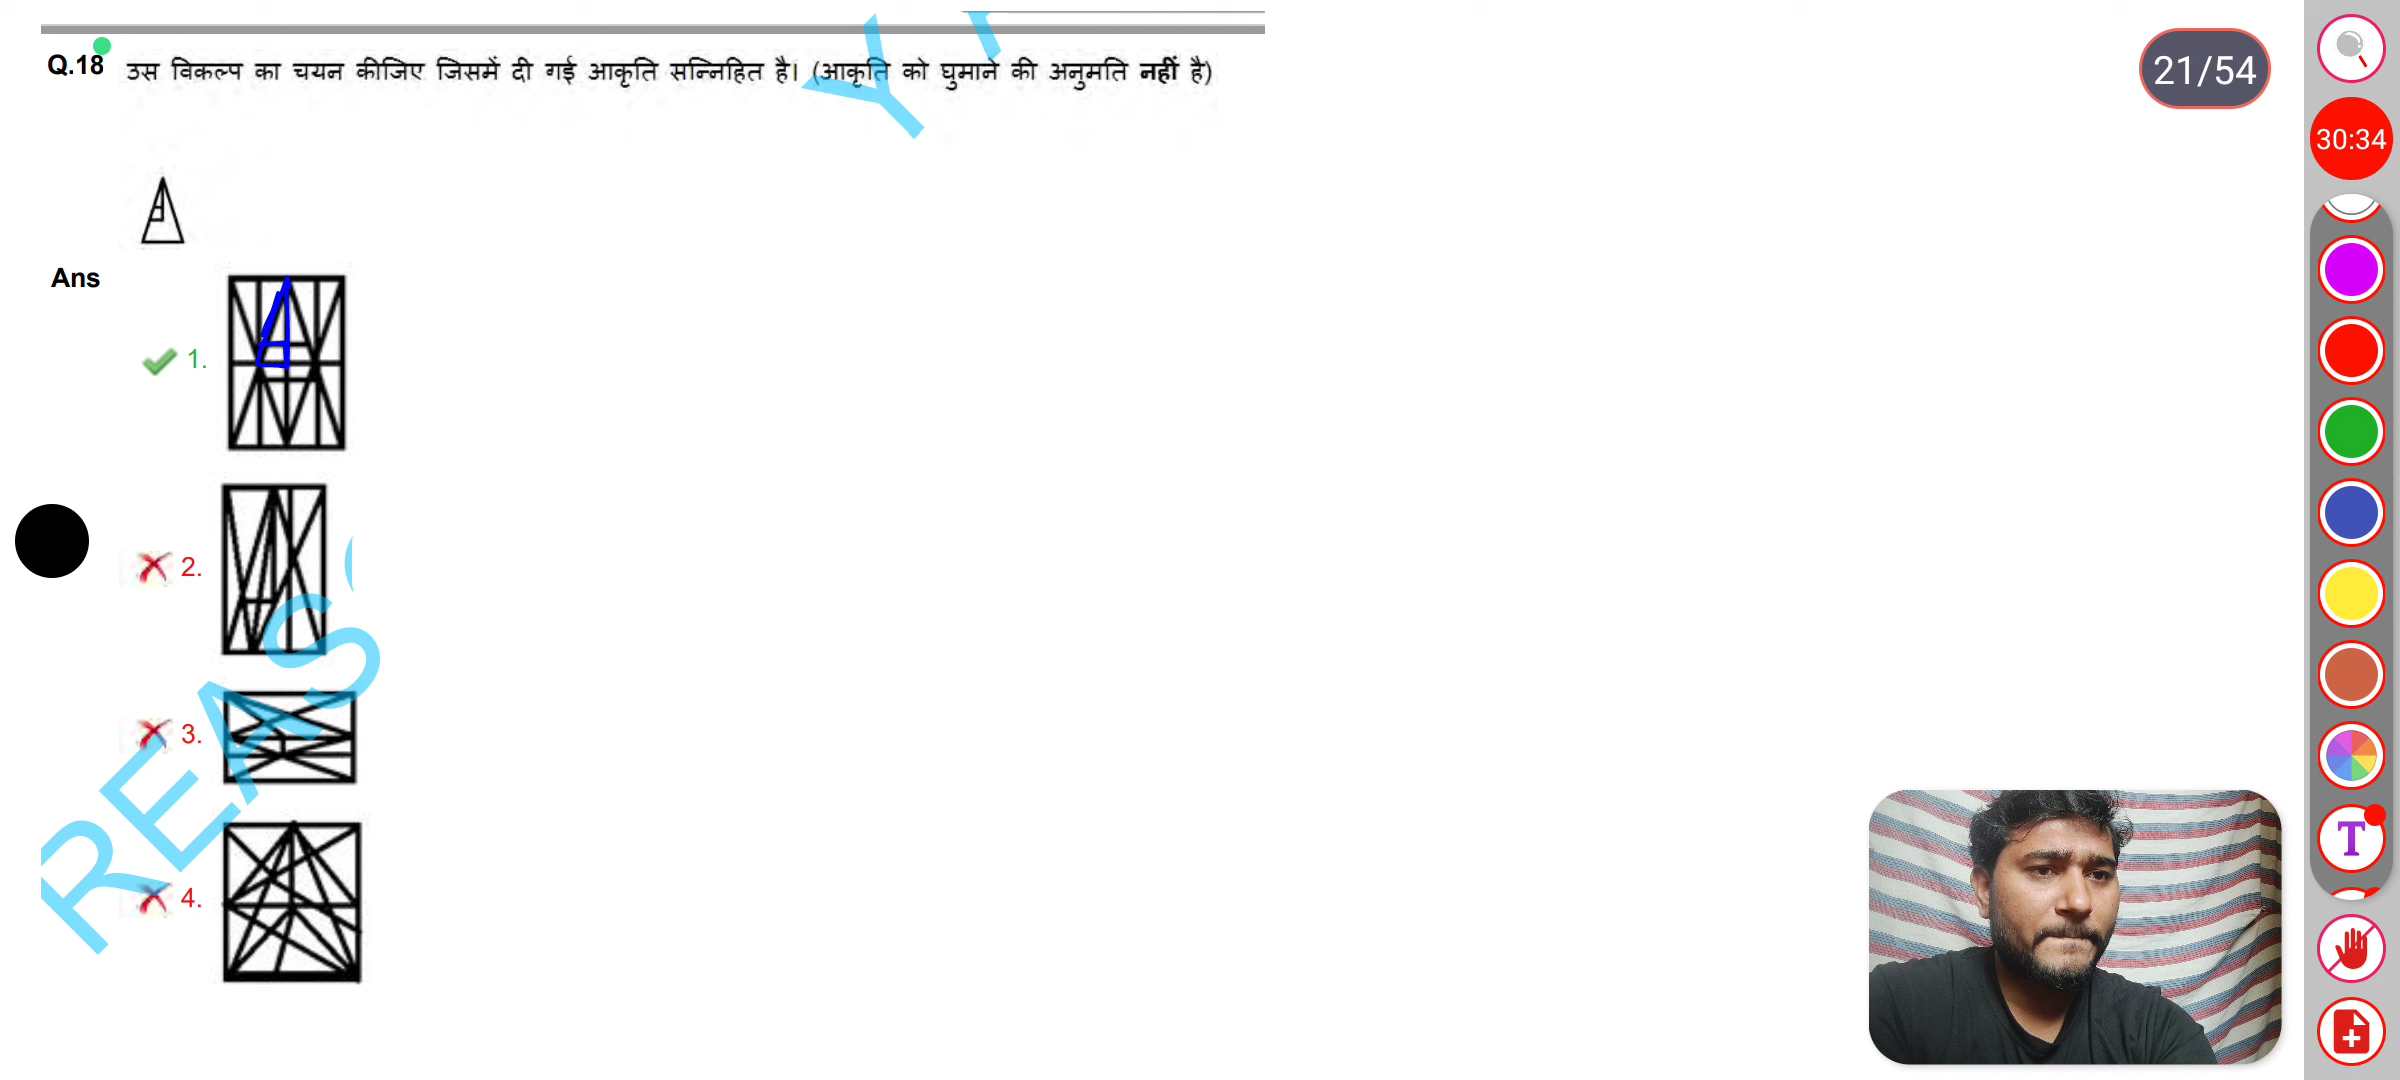 21/54
30:34
Q.18 उस विकल्प का चयन कीजिए जिसमें दी गई आकृति सन्निहित है। (आकृति को घुमाने की अनुमति नहीं है)
Ans
1.
2.
3.
4.
REAS
Y
T